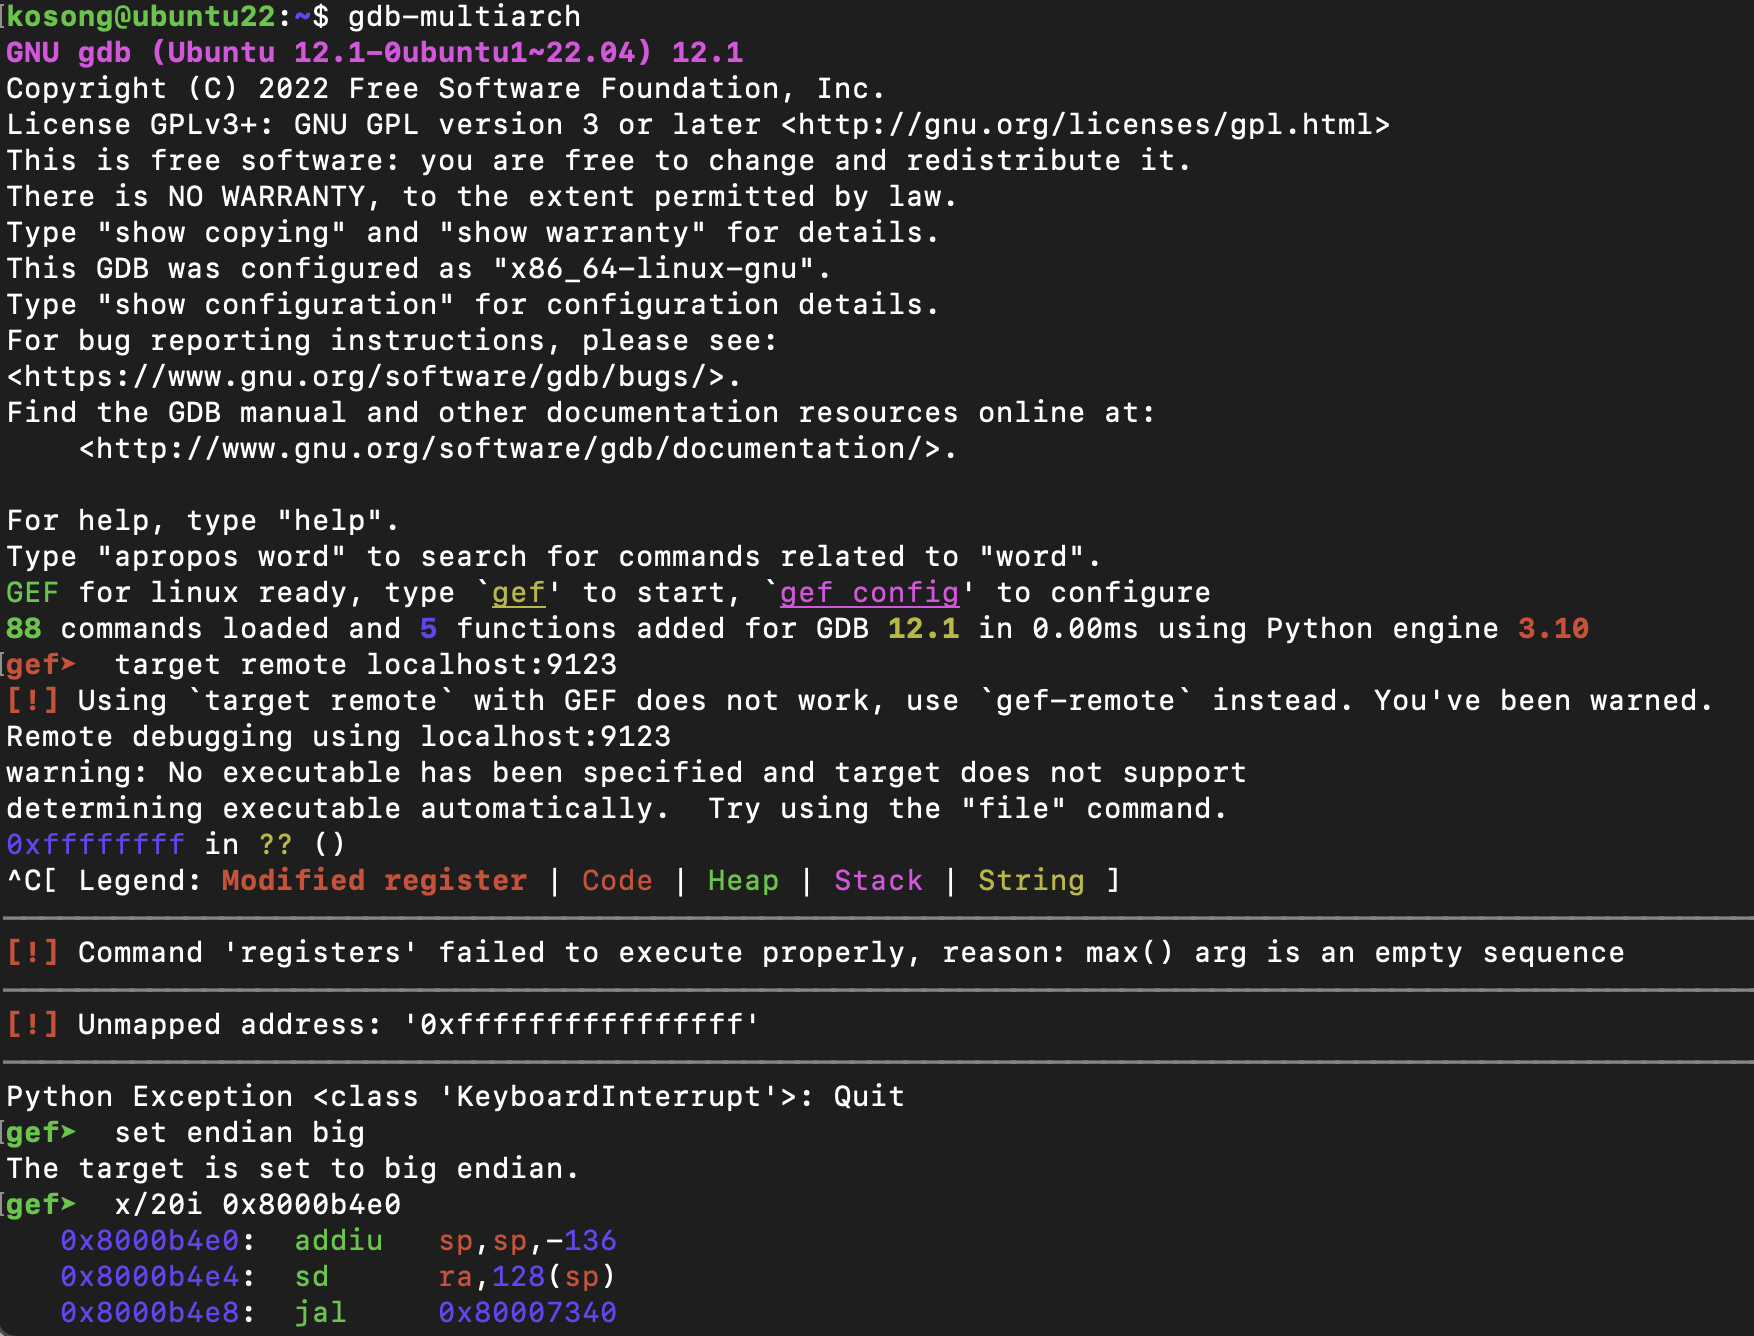 kosong@ubuntu22:~$ gdb-multiarch
GNU gdb (Ubuntu 12.1-0ubuntu1~22.04) 12.1
Copyright (C) 2022 Free Software Foundation, Inc.
License GPLv3+: GNU GPL version 3 or later <http://gnu.org/licenses/gpl.html>
This is free software: you are free to change and redistribute it.
There is NO WARRANTY, to the extent permitted by law.
Type "show copying" and "show warranty" for details.
This GDB was configured as "x86_64-linux-gnu".
Type "show configuration" for configuration details.
For bug reporting instructions, please see:
<https://www.gnu.org/software/gdb/bugs/>.
Find the GDB manual and other documentation resources online at:
    <http://www.gnu.org/software/gdb/documentation/>.

For help, type "help".
Type "apropos word" to search for commands related to "word".
GEF for linux ready, type `gef' to start, `gef config' to configure
88 commands loaded and 5 functions added for GDB 12.1 in 0.00ms using Python engine 3.10
gef➤  target remote localhost:9123
[!] Using `target remote` with GEF does not work, use `gef-remote` instead. You've been warned.
Remote debugging using localhost:9123
warning: No executable has been specified and target does not support
determining executable automatically.  Try using the "file" command.
0xffffffff in ?? ()
^C[ Legend: Modified register | Code | Heap | Stack | String ]
[!] Command 'registers' failed to execute properly, reason: max() arg is an empty sequence
[!] Unmapped address: '0xffffffffffffffff'
Python Exception <class 'KeyboardInterrupt'>: Quit
gef➤  set endian big
The target is set to big endian.
gef➤  x/20i 0x8000b4e0
   0x8000b4e0:  addiu   sp,sp,-136
   0x8000b4e4:  sd      ra,128(sp)
   0x8000b4e8:  jal     0x80007340